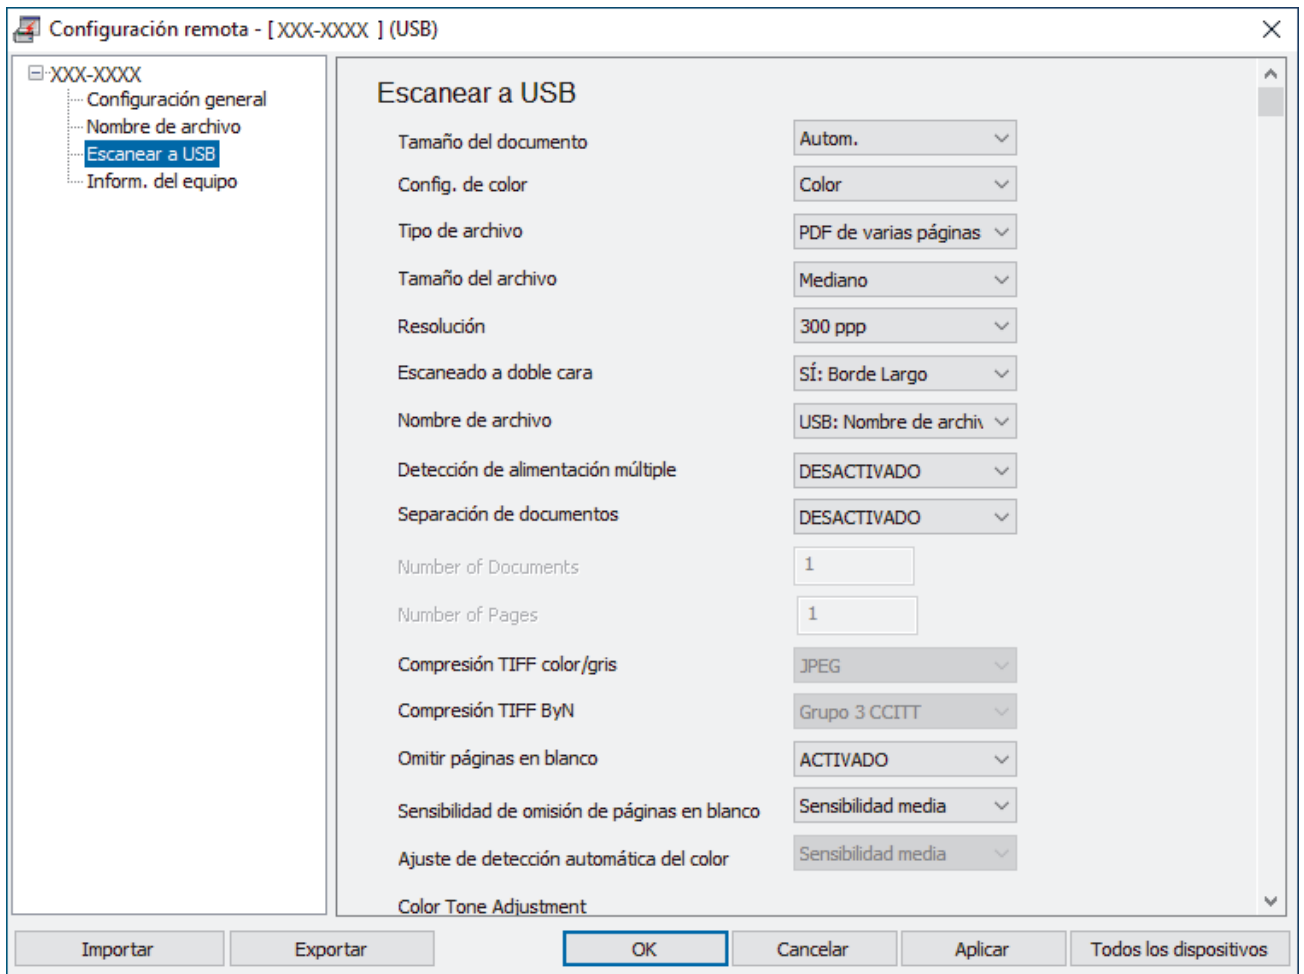 Configuración remota - [ XXX-XXXX ] (USB)
XXX-XXXX
Configuración general
Nombre de archivo
Escanear a USB
Inform. del equipo
Escanear a USB
Tamaño del documento Autom.
Config. de color Color
Tipo de archivo PDF de varias páginas
Tamaño del archivo Mediano
Resolución 300 ppp
Escaneado a doble cara SÍ: Borde Largo
Nombre de archivo USB: Nombre de archiv
Detección de alimentación múltiple DESACTIVADO
Separación de documentos DESACTIVADO
Number of Documents 1
Number of Pages 1
Compresión TIFF color/gris JPEG
Compresión TIFF ByN Grupo 3 CCITT
Omitir páginas en blanco ACTIVADO
Sensibilidad de omisión de páginas en blanco Sensibilidad media
Ajuste de detección automática del color Sensibilidad media
Color Tone Adjustment
Importar Exportar OK Cancelar Aplicar Todos los dispositivos